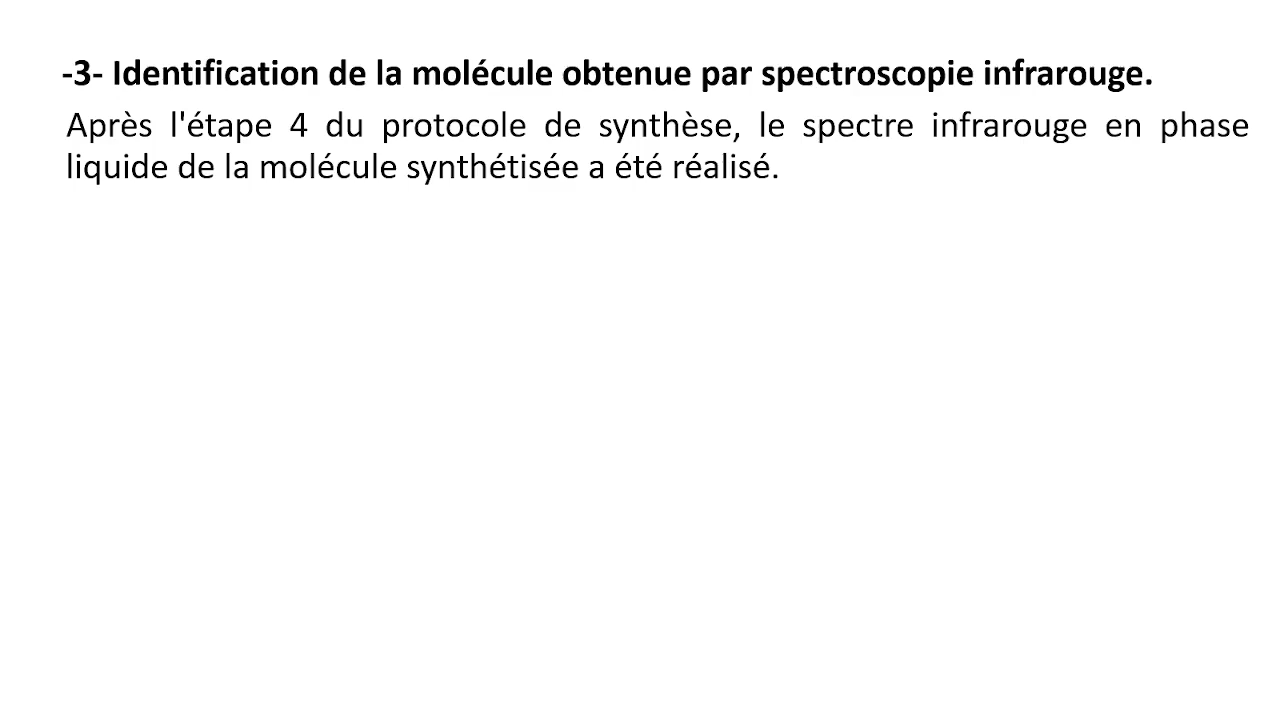 -3- Identification de la molécule obtenue par spectroscopie infrarouge.
Après l'étape 4 du protocole de synthèse, le spectre infrarouge en phase
liquide de la molécule synthétisée a été réalisé.